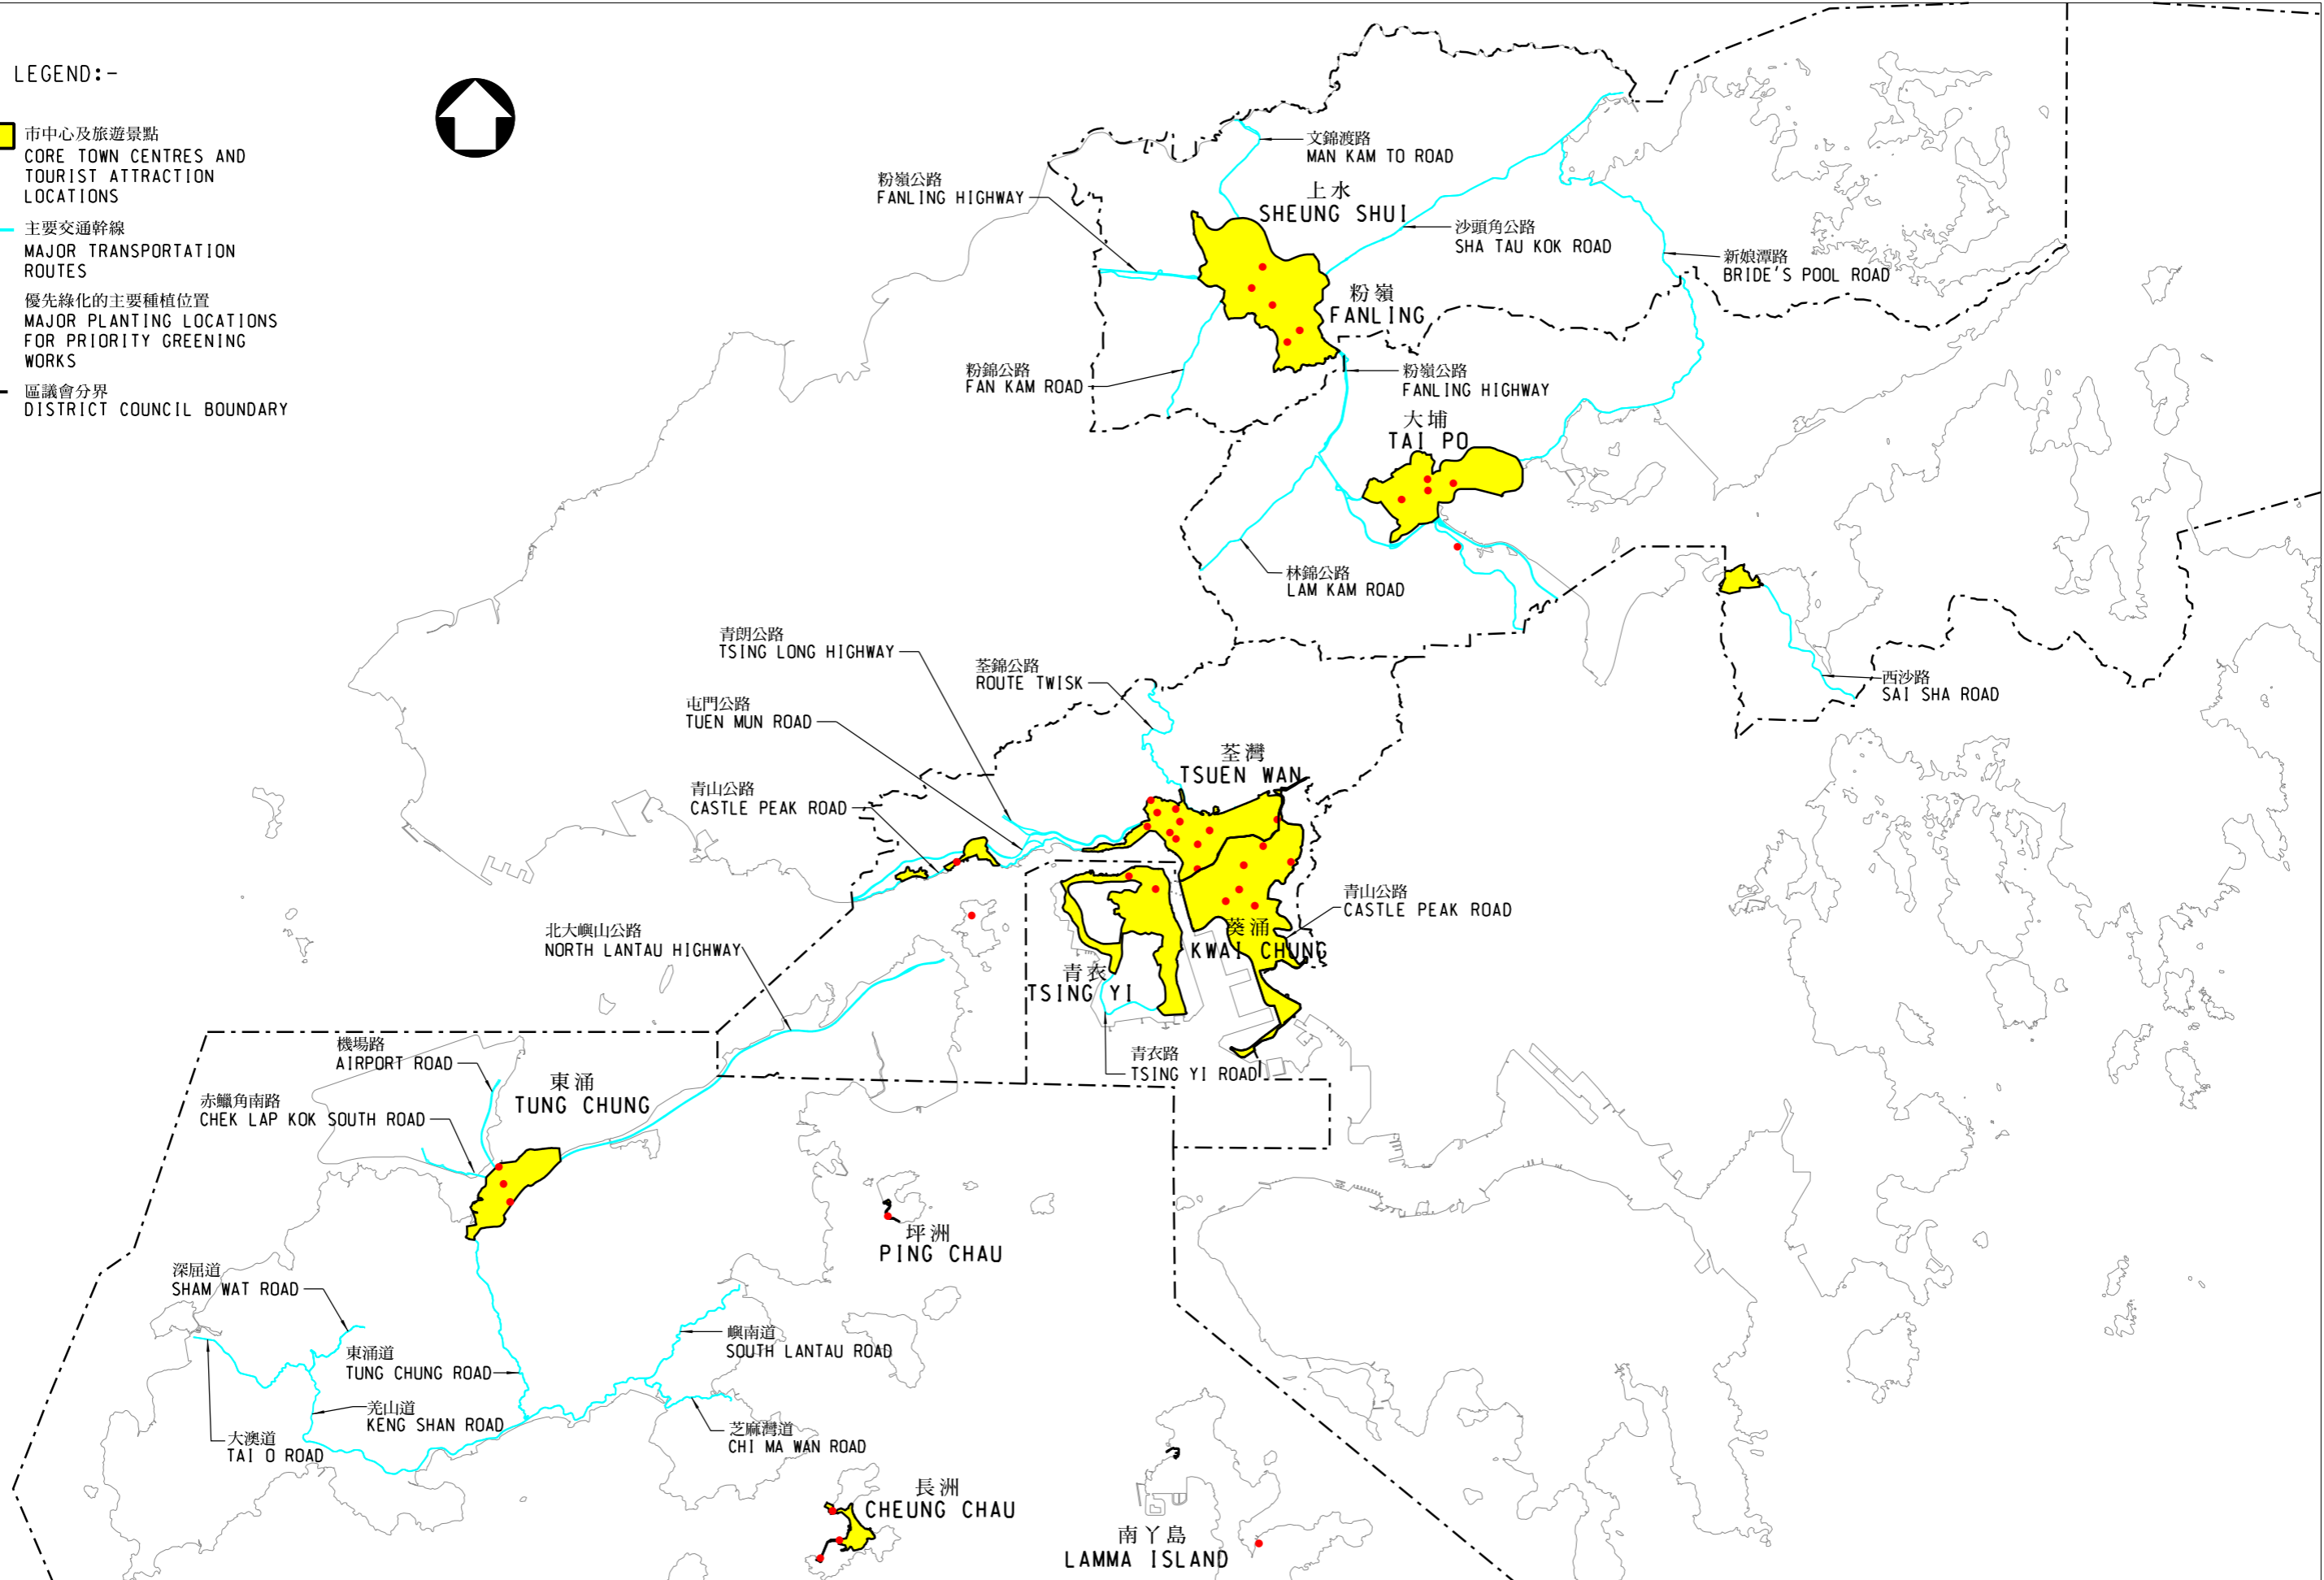 LEGEND:-
市中心及旅遊景點
CORE TOWN CENTRES AND
TOURIST ATTRACTION
LOCATIONS
主要交通幹線
MAJOR TRANSPORTATION
ROUTES
優先綠化的主要種植位置
MAJOR PLANTING LOCATIONS
FOR PRIORITY GREENING
WORKS
區議會分界
DISTRICT COUNCIL BOUNDARY
文錦渡路
MAN KAM TO ROAD
粉嶺公路
FANLING HIGHWAY
上水
SHEUNG SHUI
沙頭角公路
SHA TAU KOK ROAD
新娘潭路
BRIDE'S POOL ROAD
粉嶺
FANLING
粉錦公路
FAN KAM ROAD
粉嶺公路
FANLING HIGHWAY
大埔
TAI PO
林錦公路
LAM KAM ROAD
青朗公路
TSING LONG HIGHWAY
荃錦公路
ROUTE TWISK
西沙路
SAI SHA ROAD
屯門公路
TUEN MUN ROAD
荃灣
TSUEN WAN
青山公路
CASTLE PEAK ROAD
青山公路
CASTLE PEAK ROAD
北大嶼山公路
NORTH LANTAU HIGHWAY
葵涌
KWAI CHUNG
青衣
TSING YI
青衣路
TSING YI ROAD
機場路
AIRPORT ROAD
東涌
TUNG CHUNG
赤鱲角南路
CHEK LAP KOK SOUTH ROAD
坪洲
PING CHAU
深屈道
SHAM WAT ROAD
嶼南道
SOUTH LANTAU ROAD
東涌道
TUNG CHUNG ROAD
羌山道
KENG SHAN ROAD
大澳道
TAI O ROAD
芝麻灣道
CHI MA WAN ROAD
長洲
CHEUNG CHAU
南丫島
LAMMA ISLAND